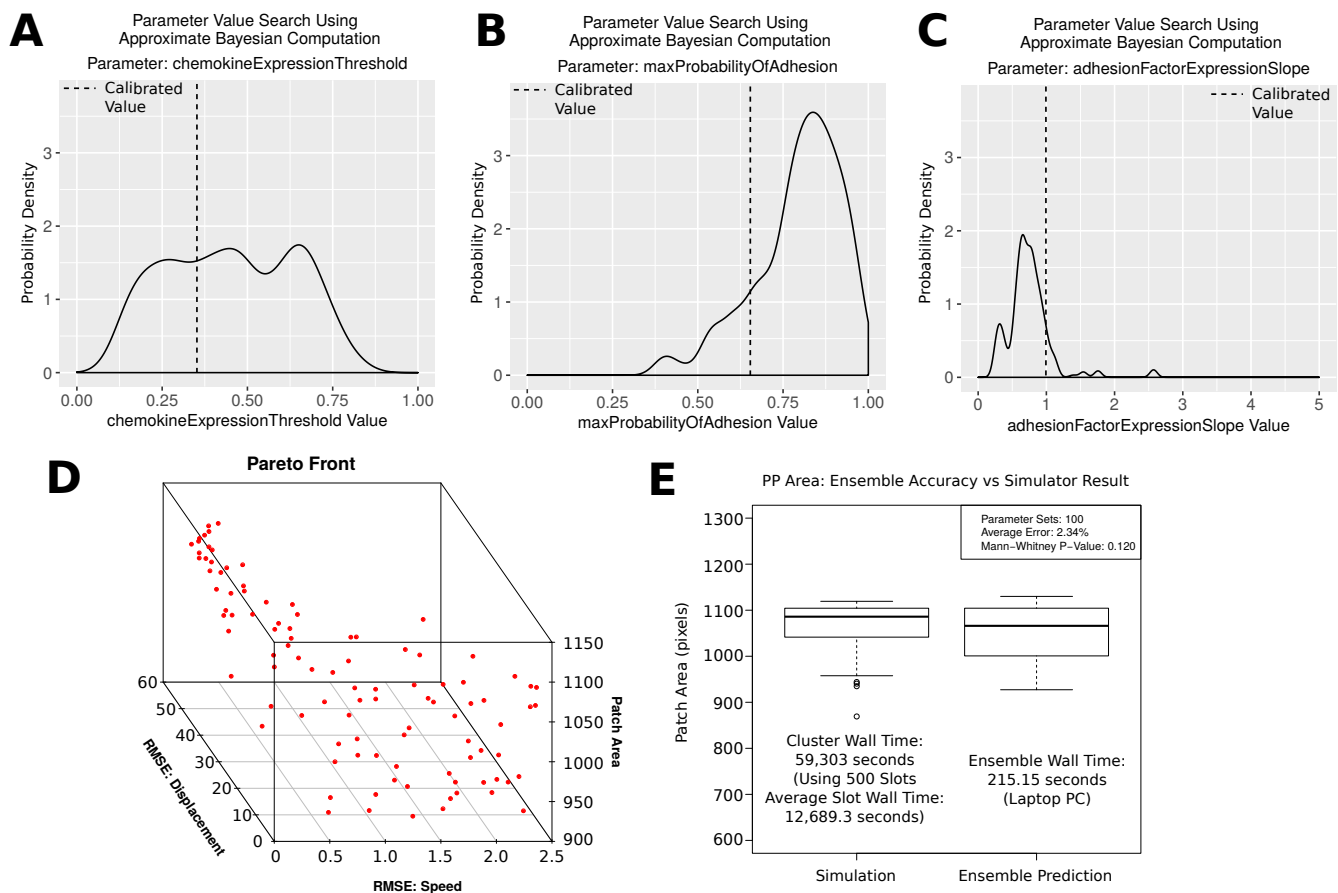 A
Parameter Value Search Using
Approximate Bayesian Computation
Parameter: chemokineExpressionThreshold
Calibrated
Value
Probability Density
3
2
1
0
0.00
0.25
0.50
0.75
1.00
chemokineExpressionThreshold Value
B
Parameter Value Search Using
Approximate Bayesian Computation
Parameter: maxProbabilityOfAdhesion
Calibrated
Value
Probability Density
3
2
1
0
0.00
0.25
0.50
0.75
1.00
maxProbabilityOfAdhesion Value
C
Parameter Value Search Using
Approximate Bayesian Computation
Parameter: adhesionFactorExpressionSlope
Calibrated
Value
Probability Density
3
2
1
0
0
1
2
3
4
5
adhesionFactorExpressionSlope Value
D
Pareto Front
60
50
40
30
20
10
0
RMSE: Displacement
0
0.5
1.0
1.5
2.0
2.5
RMSE: Speed
1150
1100
1050
1000
950
900
Patch Area
E
PP Area: Ensemble Accuracy vs Simulator Result
Parameter Sets: 100
Average Error: 2.34%
Mann−Whitney P−Value: 0.120
Patch Area (pixels)
1300
1200
1100
1000
900
800
700
600
Cluster Wall Time:
59,303 seconds
(Using 500 Slots
Average Slot Wall Time:
12,689.3 seconds)
Ensemble Wall Time:
215.15 seconds
(Laptop PC)
Simulation
Ensemble Prediction